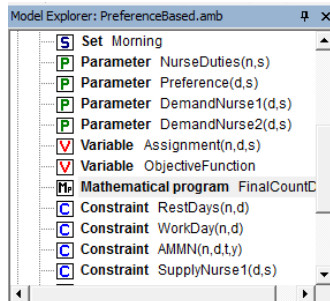 Model Explorer: PreferenceBased.amb
S Set Morning
P Parameter NurseDuties(n,s)
P Parameter Preference(d,s)
P Parameter DemandNurse1(d,s)
P Parameter DemandNurse2(d,s)
V Variable Assignment(n,d,s)
V Variable ObjectiveFunction
MP Mathematical program FinalCountD
C Constraint RestDays(n,d)
C Constraint WorkDay(n,d)
C Constraint AMMN(n,d,t,y)
C Constraint SupplyNurse1(d,s)